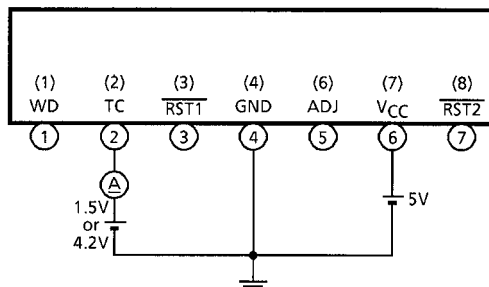 (1) (2) (3) (4) (6) (7) (8)
WD TC RST1 GND ADJ VCC RST2
1 2 3 4 5 6 7
A
1.5V
or
4.2V
5V